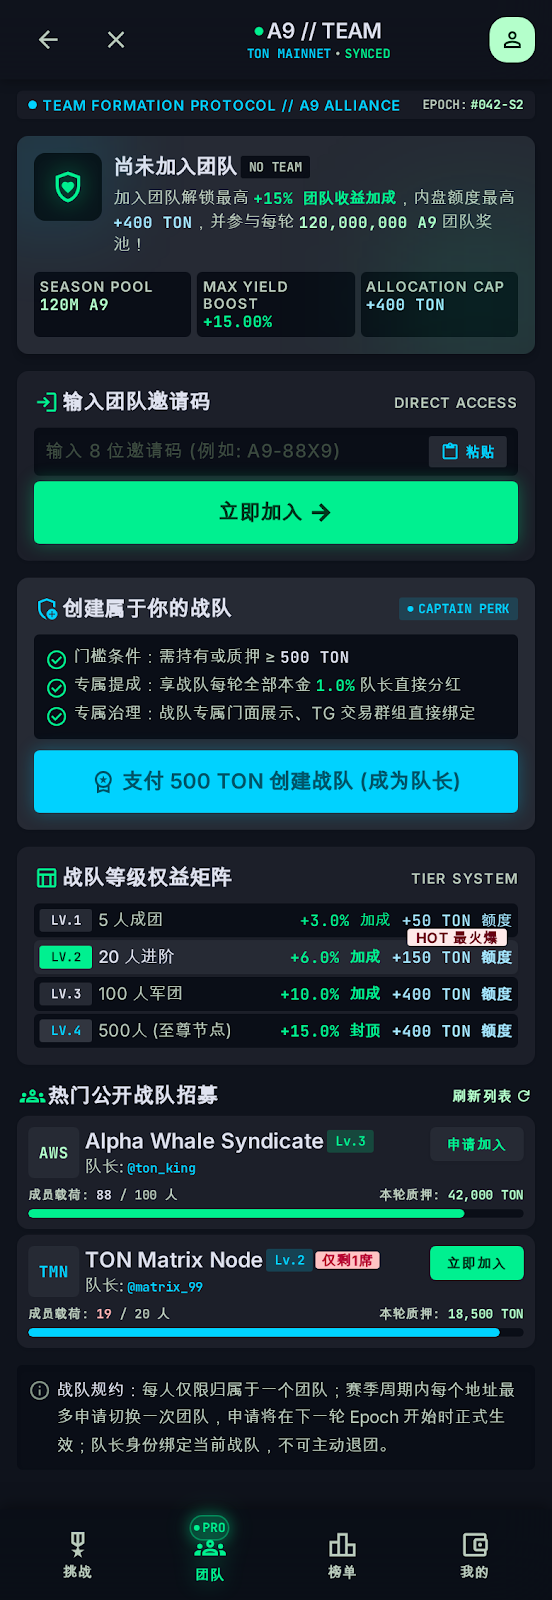 A9 // TEAM
TON MAINNET • SYNCED
TEAM FORMATION PROTOCOL // A9 ALLIANCE
EPOCH: #042-S2
尚未加入团队 NO TEAM
加入团队解锁最高 +15% 团队收益加成，内盘额度最高
+400 TON，并参与每轮 120,000,000 A9 团队奖
池！
SEASON POOL
120M A9
MAX YIELD
BOOST
+15.00%
ALLOCATION CAP
+400 TON
输入团队邀请码
DIRECT ACCESS
输入 8 位邀请码 (例如: A9-88X9)
粘贴
立即加入 →
创建属于你的战队
CAPTAIN PERK
门槛条件：需持有或质押 ≥ 500 TON
专属提成：享战队每轮全部本金 1.0% 队长直接分红
专属治理：战队专属门面展示、TG 交易群组直接绑定
支付 500 TON 创建战队 (成为队长)
战队等级权益矩阵
TIER SYSTEM
LV.1 5 人成团 +3.0% 加成 +50 TON 额度
HOT 最火爆
LV.2 20 人进阶 +6.0% 加成 +150 TON 额度
LV.3 100 人军团 +10.0% 加成 +400 TON 额度
LV.4 500人 (至尊节点) +15.0% 封顶 +400 TON 额度
热门公开战队招募
刷新列表
AWS
Alpha Whale Syndicate Lv.3
队长: @ton_king
申请加入
成员载荷: 88 / 100 人
本轮质押: 42,000 TON
TMN
TON Matrix Node Lv.2 仅剩1席
队长: @matrix_99
立即加入
成员载荷: 19 / 20 人
本轮质押: 18,500 TON
战队规约：每人仅限归属于一个团队；赛季周期内每个地址最
多申请切换一次团队，申请将在下一轮 Epoch 开始时正式生
效；队长身份绑定当前战队，不可主动退团。
PRO
挑战
团队
榜单
我的